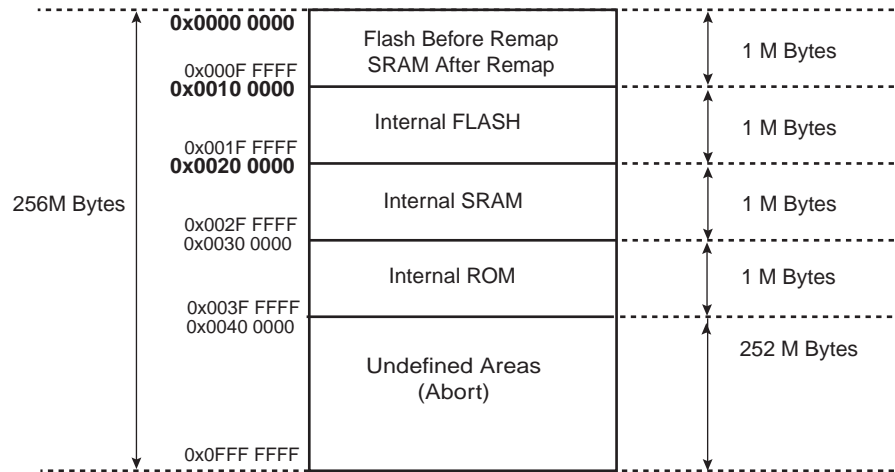 0x0000 0000
Flash Before Remap
SRAM After Remap
1 M Bytes
0x000F FFFF
0x0010 0000
Internal FLASH
1 M Bytes
0x001F FFFF
0x0020 0000
256M Bytes
Internal SRAM
1 M Bytes
0x002F FFFF
0x0030 0000
Internal ROM
1 M Bytes
0x003F FFFF
0x0040 0000
252 M Bytes
Undefined Areas
(Abort)
0x0FFF FFFF